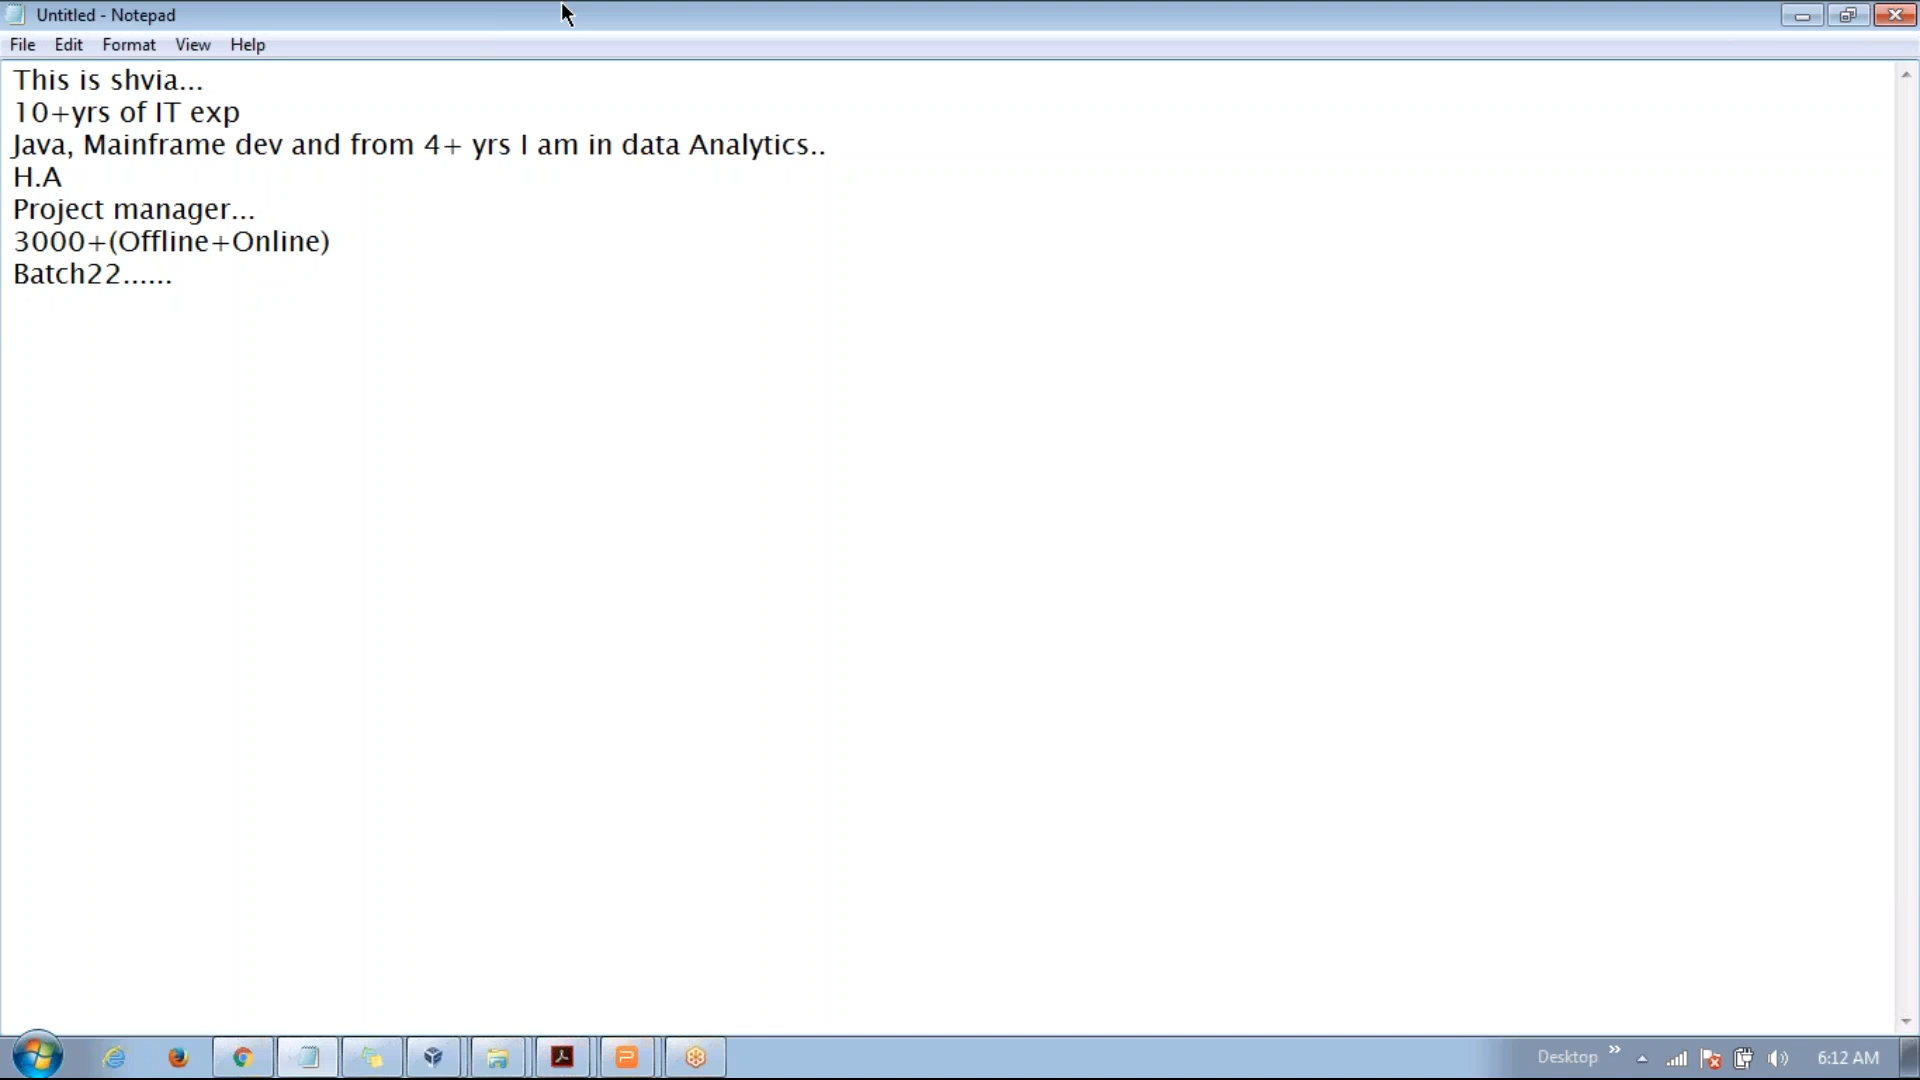 Untitled - Notepad
File Edit Format View Help
This is shvia...
10+yrs of IT exp
Java, Mainframe dev and from 4+ yrs I am in data Analytics..
H.A
Project manager...
3000+(Offline+Online)
Batch22......
Desktop
6:12 AM